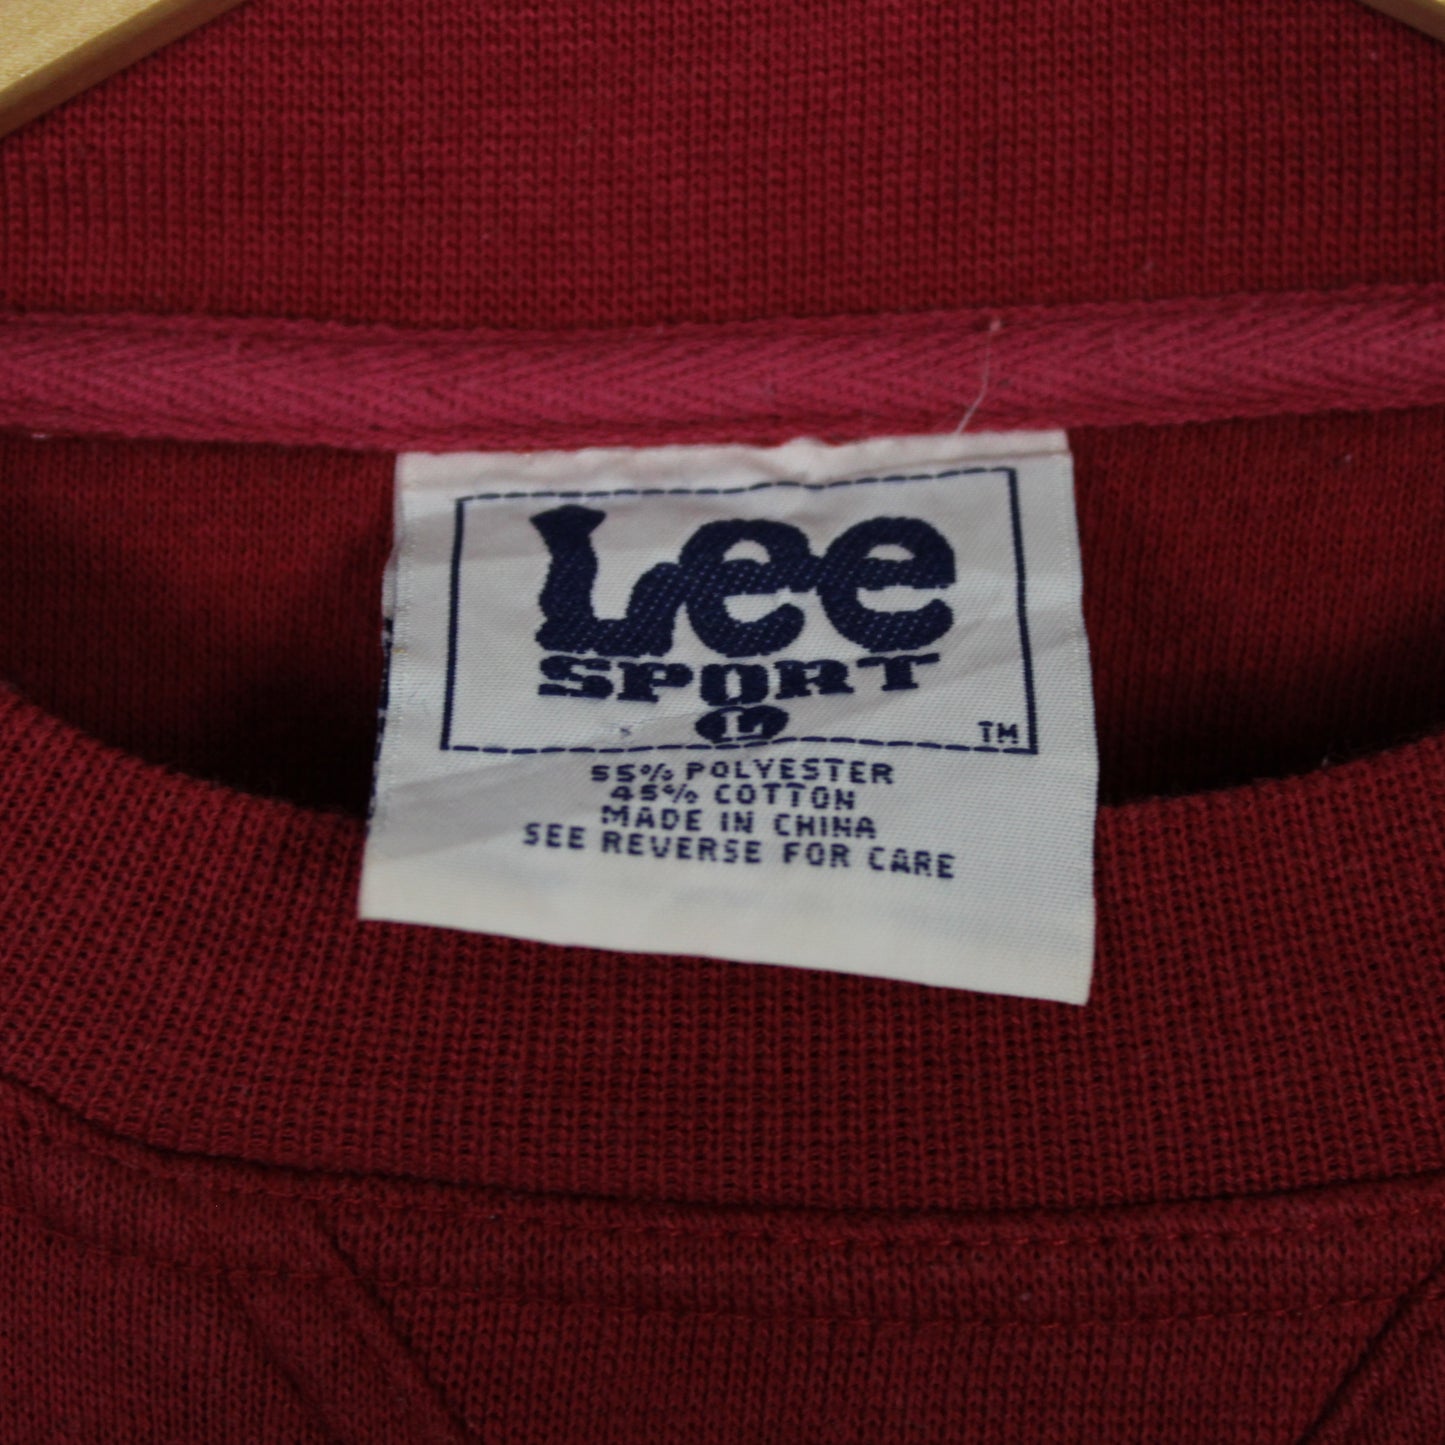 Lee
SPORT
L
TM
55% POLYESTER
45% COTTON
MADE IN CHINA
SEE REVERSE FOR CARE